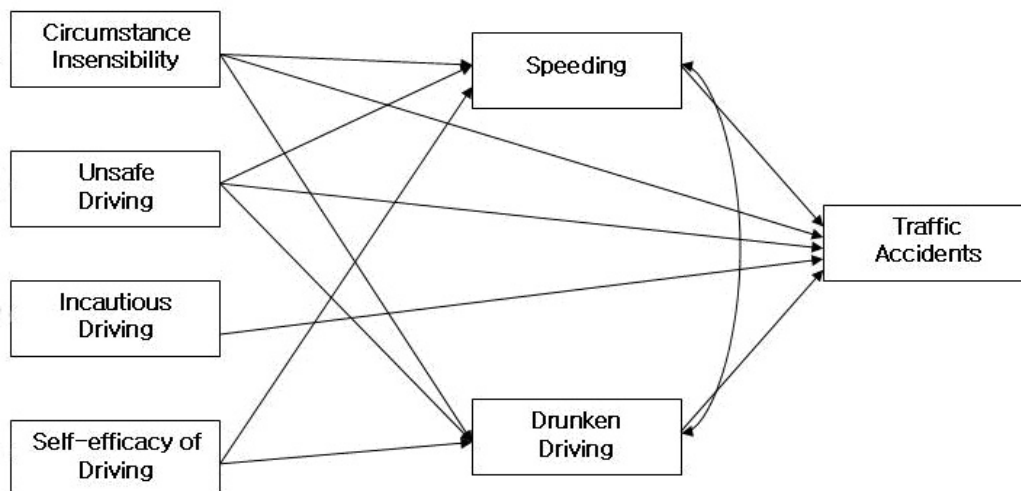 Circumstance
Insensibility
Speeding
Unsafe
Driving
Traffic
Accidents
Incautious
Driving
Drunken
Driving
Self-efficacy of
Driving